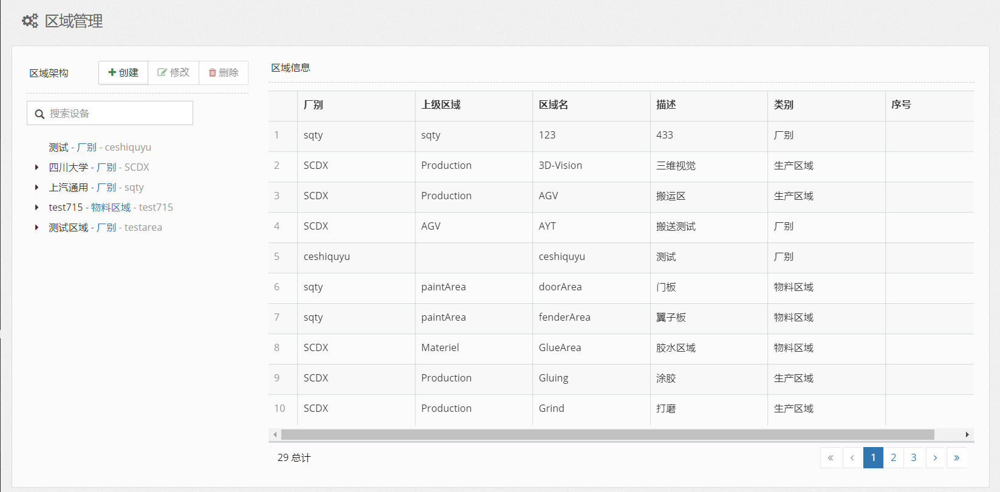 区域管理
区域架构 创建 修改 删除
搜索设备
测试 - 厂别 - ceshiquyu
四川大学 - 厂别 - SCDX
上汽通用 - 厂别 - sqty
test715 - 物料区域 - test715
测试区域 - 厂别 - testarea
区域信息
厂别 上级区域 区域名 描述 类别 序号
1 sqty sqty 123 433 厂别
2 SCDX Production 3D-Vision 三维视觉 生产区域
3 SCDX Production AGV 搬运区 生产区域
4 SCDX AGV AYT 搬送测试 厂别
5 ceshiquyu ceshiquyu 测试 厂别
6 sqty paintArea doorArea 门板 物料区域
7 sqty paintArea fenderArea 翼子板 物料区域
8 SCDX Materiel GlueArea 胶水区域 物料区域
9 SCDX Production Gluing 涂胶 生产区域
10 SCDX Production Grind 打磨 生产区域
29 总计 « ‹ 1 2 3 › »